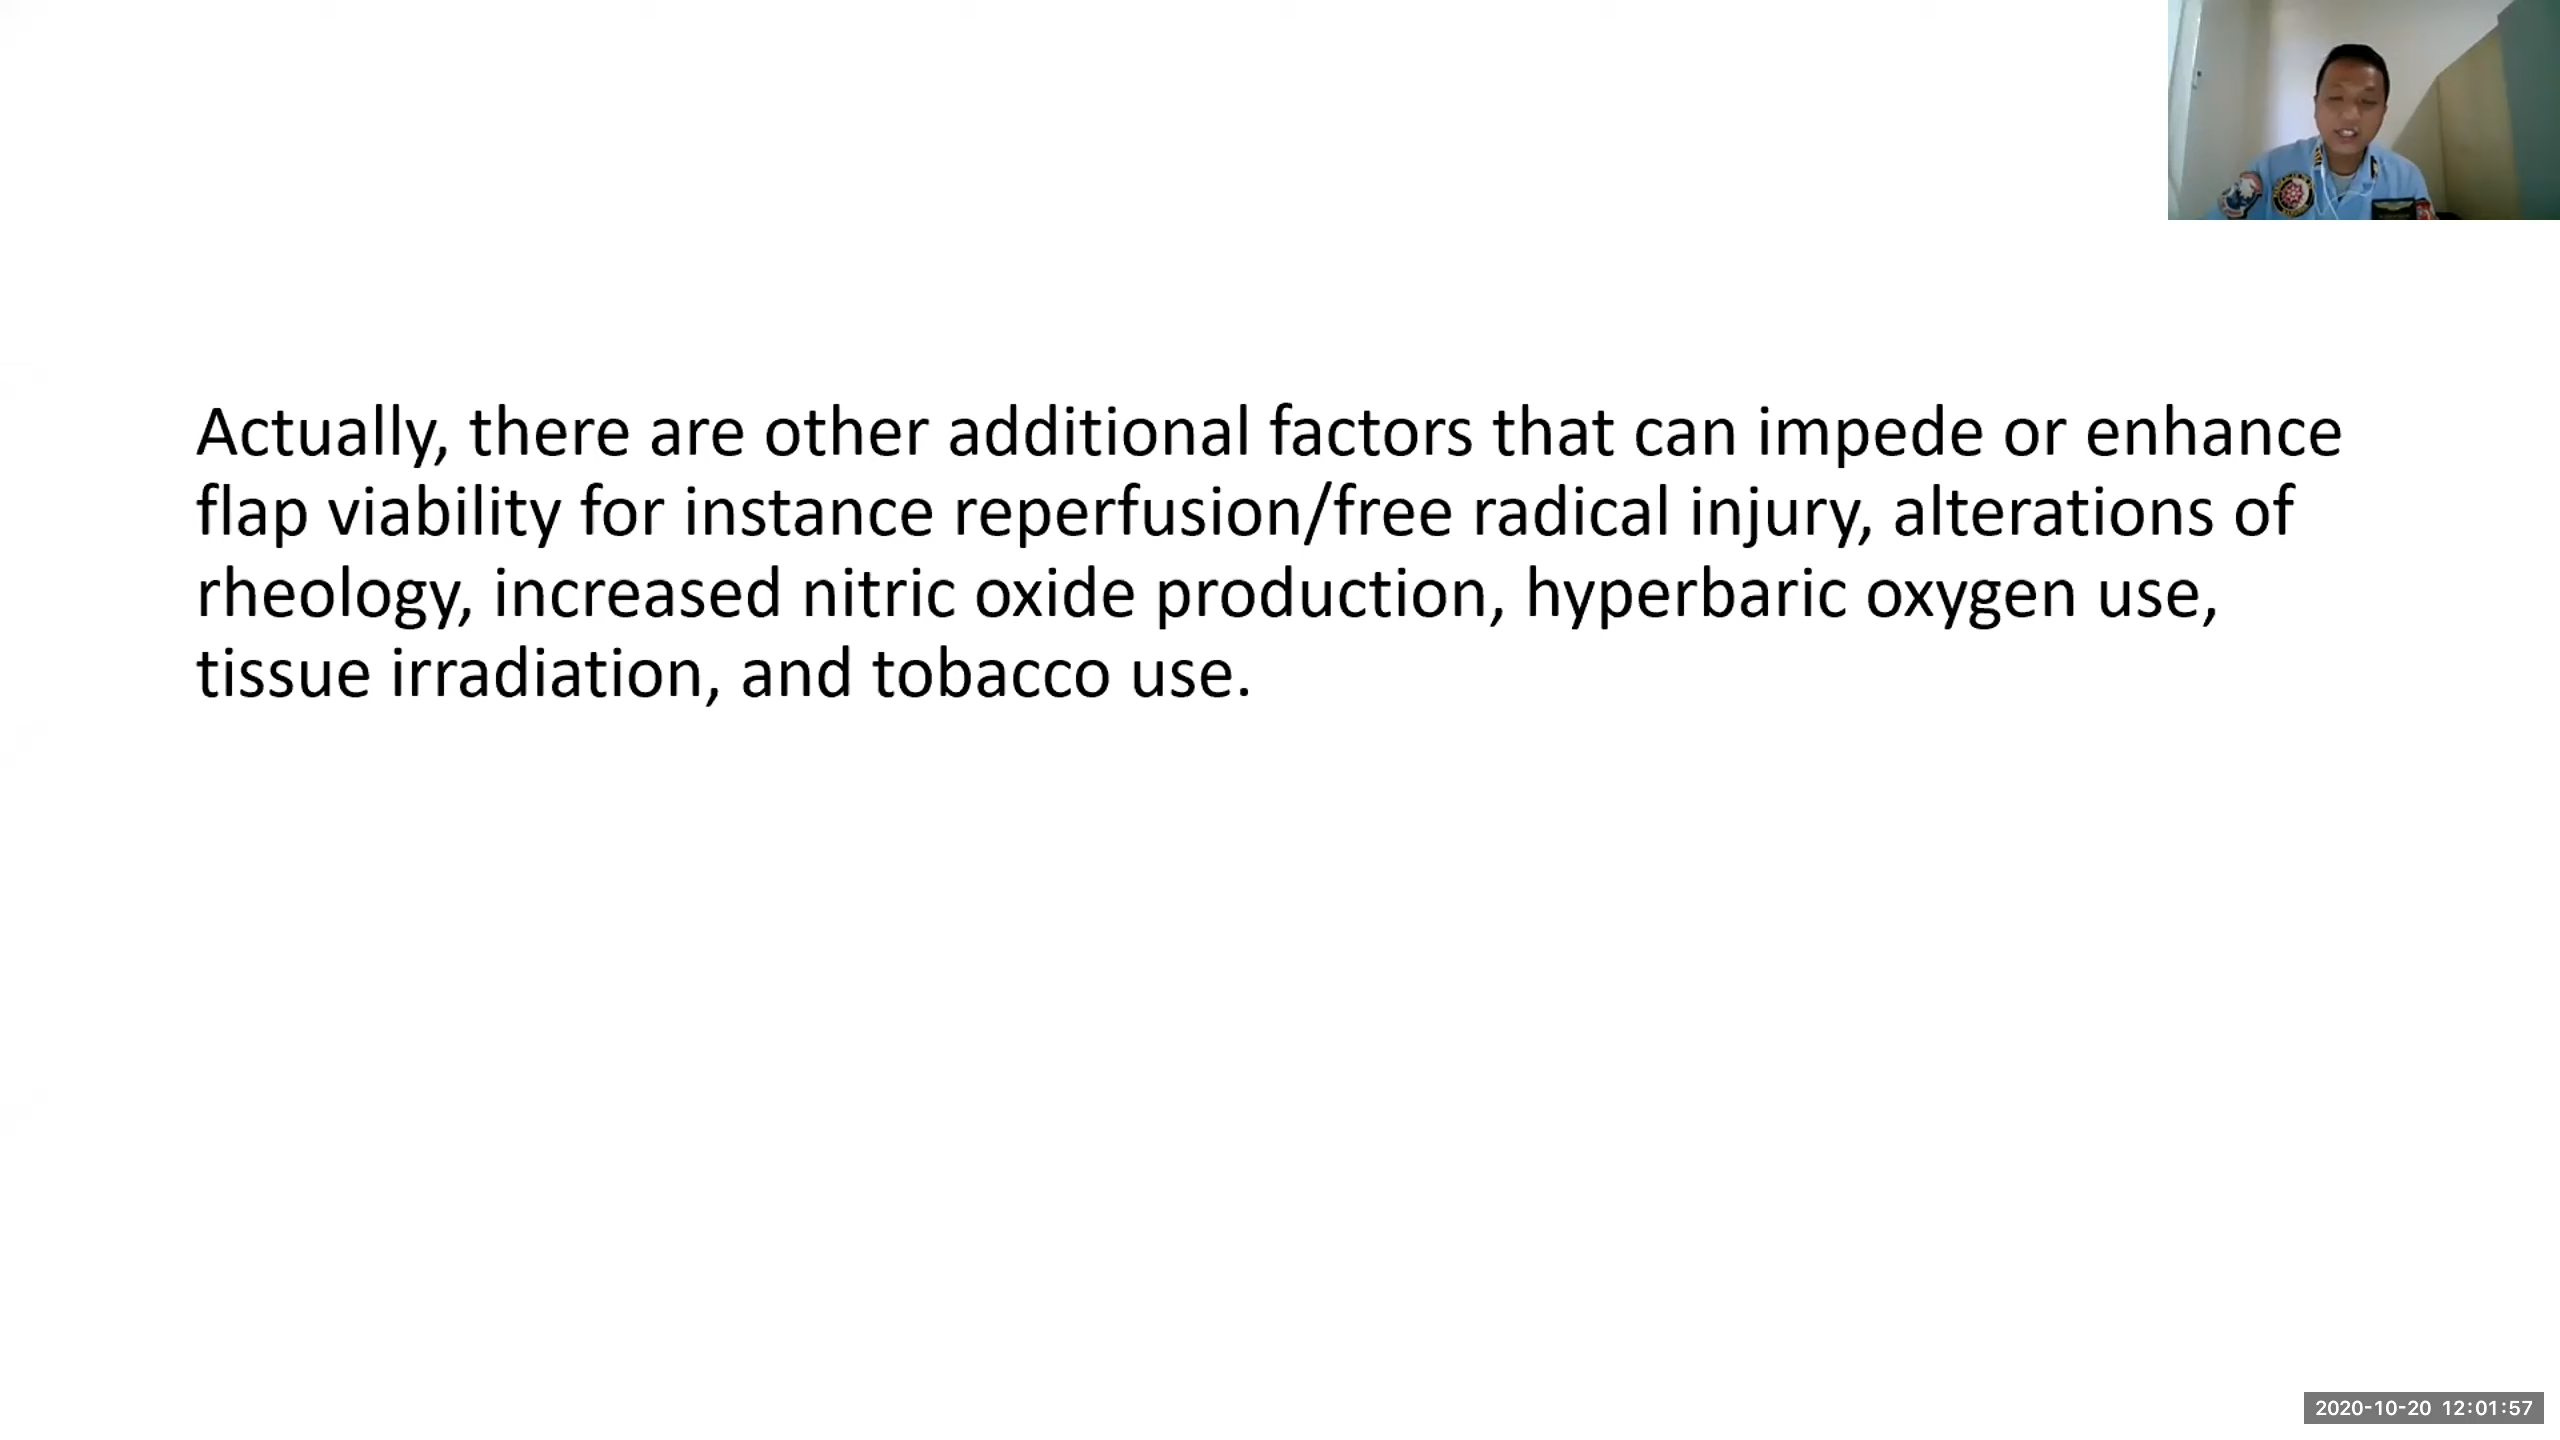 Actually, there are other additional factors that can impede or enhance
flap viability for instance reperfusion/free radical injury, alterations of
rheology, increased nitric oxide production, hyperbaric oxygen use,
tissue irradiation, and tobacco use.
2020-10-20 12:01:57